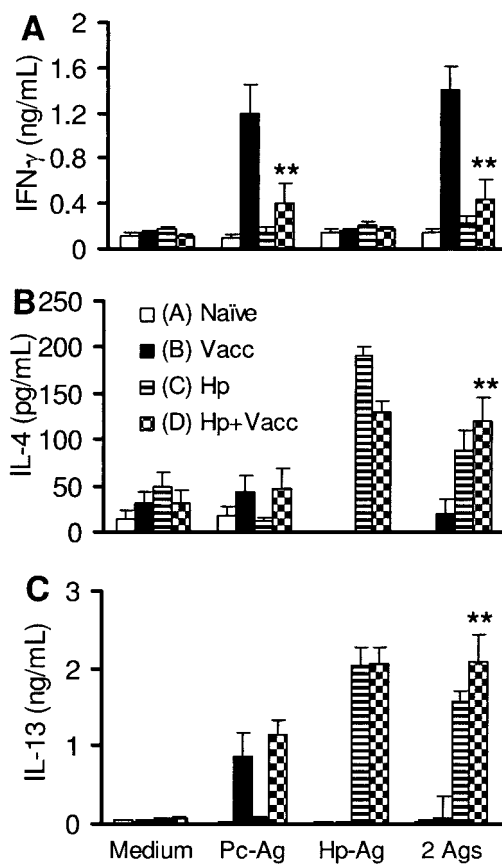 A
IFN-γ (ng/mL)
2
1.6
1.2
0.8
0.4
0
**
**
B
IL-4 (pg/mL)
250
200
150
100
50
0
(A) Naïve
(B) Vacc
(C) Hp
(D) Hp+Vacc
**
C
IL-13 (ng/mL)
3
2
1
0
**
Medium Pc-Ag Hp-Ag 2 Ags